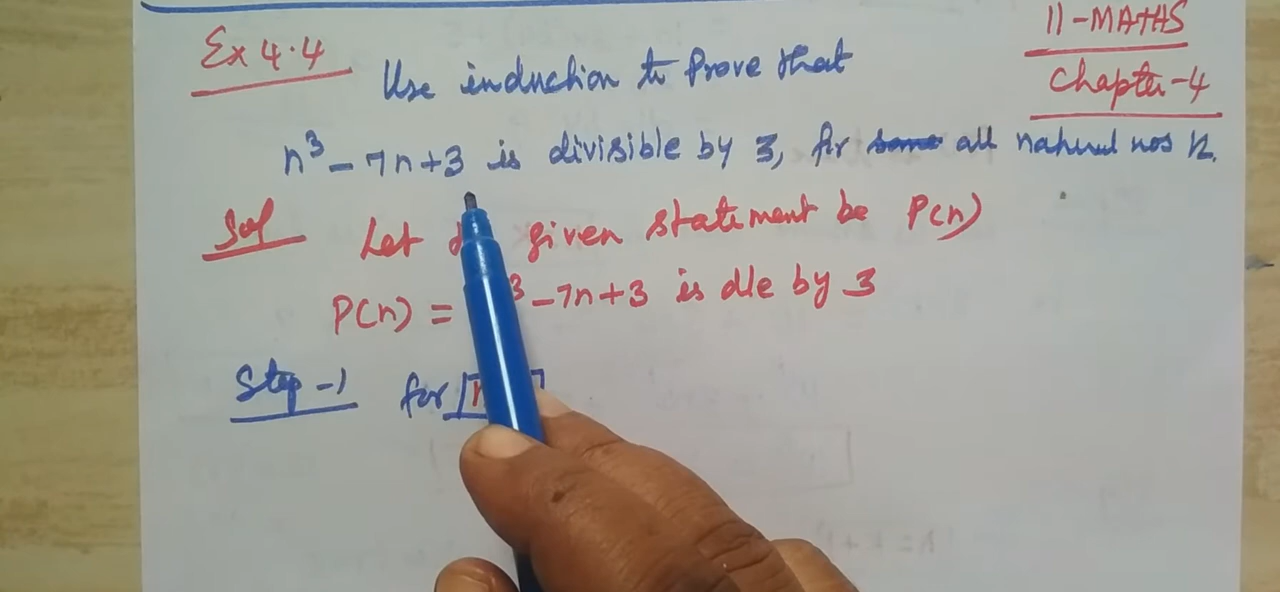 Ex 4.4
11-MATHS
Chapter-4
Use induction to Prove that
n³ - 7n + 3 is divisible by 3, for some all natural nos n.
Sol Let given statement be P(n)
P(n) = ³ - 7n + 3 is dle by 3
Step-1 for